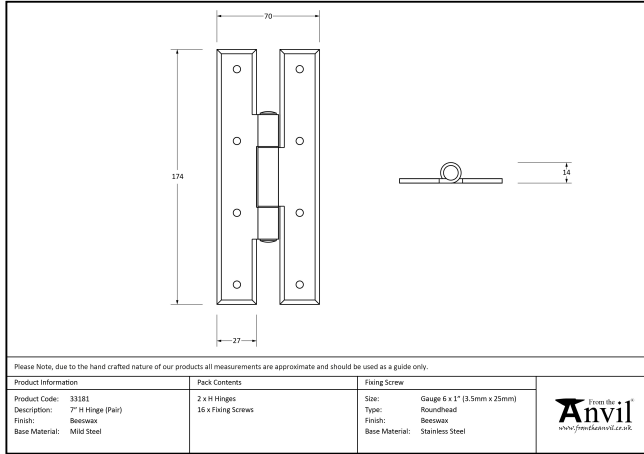 70
174
14
27
Please Note, due to the hand crafted nature of our products all measurements are approximate and should be used as a guide only.
Product Information
Product Code: 33181
Description: 7" H Hinge (Pair)
Finish: Beeswax
Base Material: Mild Steel
Pack Contents
2 x H Hinges
16 x Fixing Screws
Fixing Screw
Size: Gauge 6 x 1" (3.5mm x 25mm)
Type: Roundhead
Finish: Beeswax
Base Material: Stainless Steel
From the
Anvil®
www.fromtheanvil.co.uk